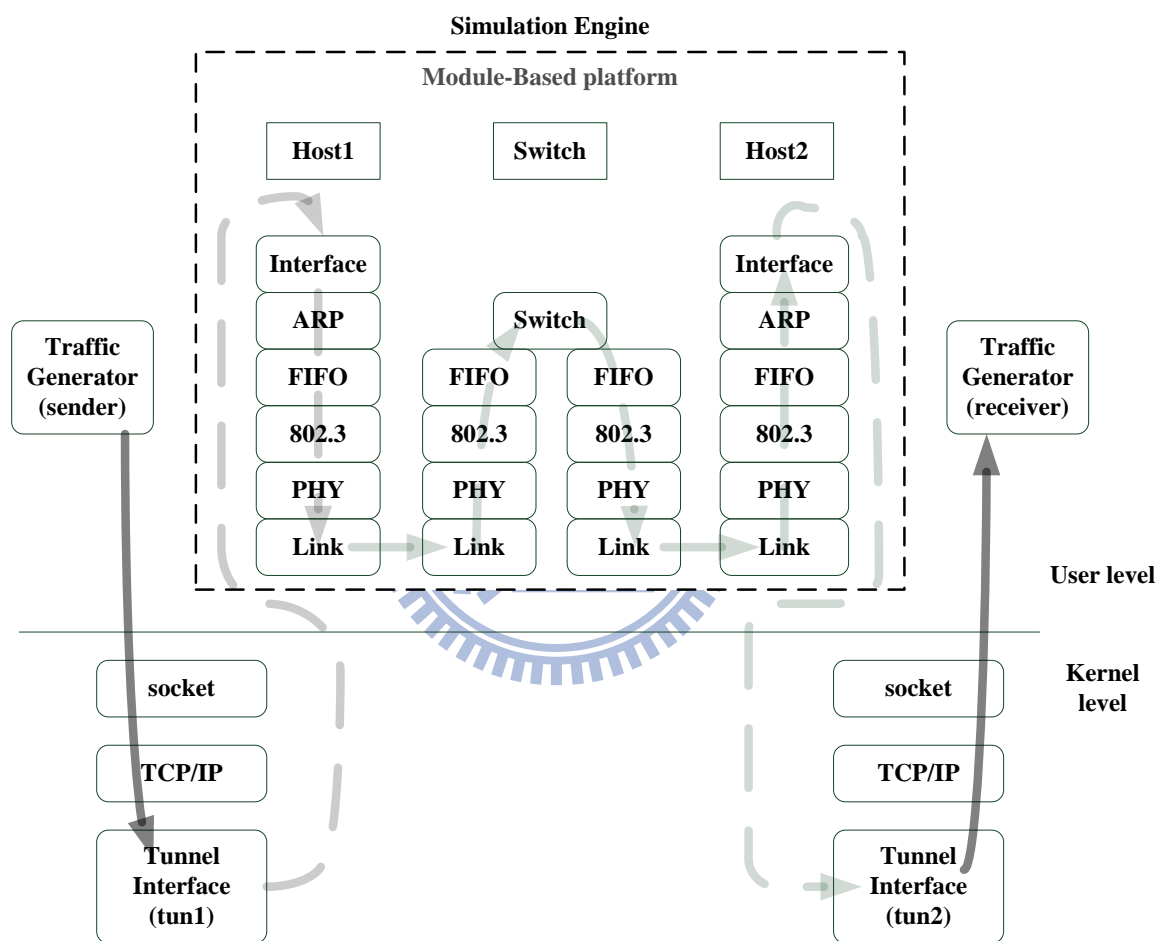 Simulation Engine
Module-Based platform
Host1
Switch
Host2
Interface
ARP
FIFO
802.3
PHY
Link
Switch
FIFO
802.3
PHY
Link
FIFO
802.3
PHY
Link
Interface
ARP
FIFO
802.3
PHY
Link
Traffic
Generator
(sender)
Traffic
Generator
(receiver)
User level
Kernel
level
socket
TCP/IP
Tunnel
Interface
(tun1)
socket
TCP/IP
Tunnel
Interface
(tun2)